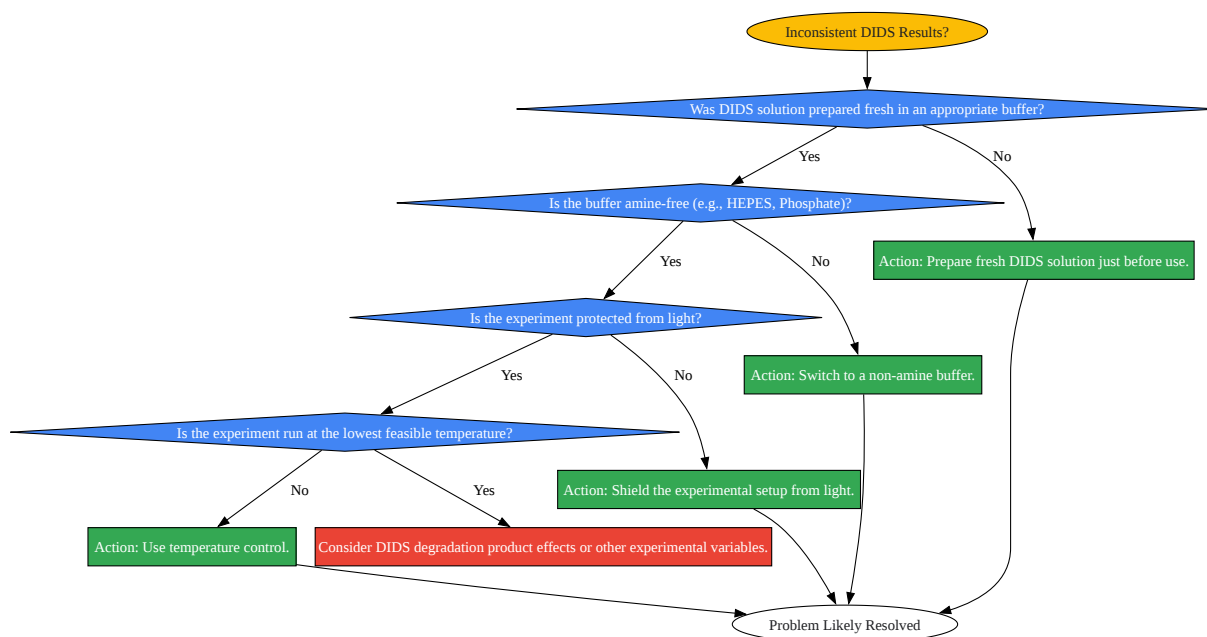 Inconsistent DIDS Results?
Was DIDS solution prepared fresh in an appropriate buffer?
Yes
No
Is the buffer amine-free (e.g., HEPES, Phosphate)?
Yes
No
Action: Prepare fresh DIDS solution just before use.
Is the experiment protected from light?
Yes
No
Action: Switch to a non-amine buffer.
Is the experiment run at the lowest feasible temperature?
No
Yes
Action: Shield the experimental setup from light.
Action: Use temperature control.
Consider DIDS degradation product effects or other experimental variables.
Problem Likely Resolved